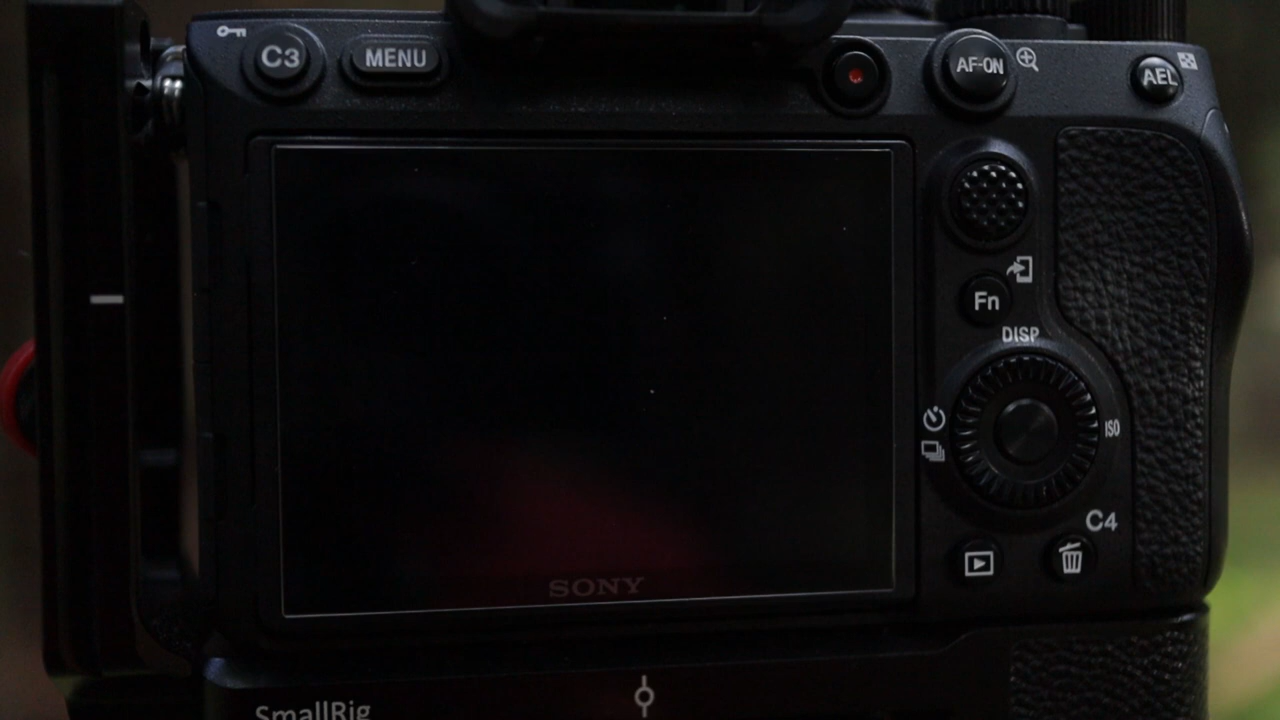 C3
MENU
AF-ON
AEL
Fn
DISP
ISO
C4
SONY
SmallRig